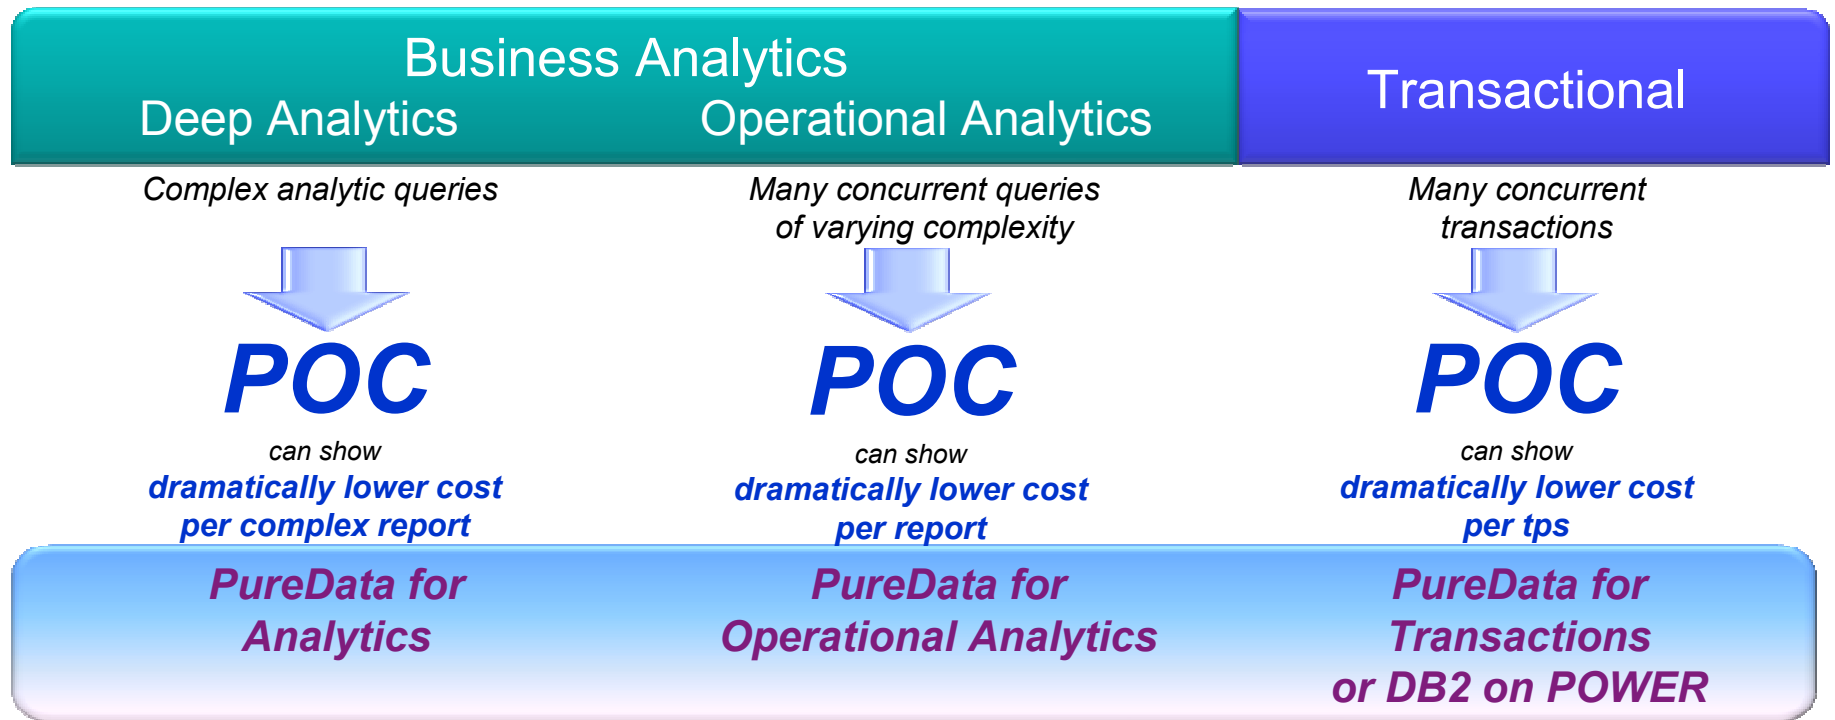 Business Analytics
Deep Analytics
Operational Analytics
Transactional
Complex analytic queries
Many concurrent queries
of varying complexity
Many concurrent
transactions
POC
can show
dramatically lower cost
per complex report
POC
can show
dramatically lower cost
per report
POC
can show
dramatically lower cost
per tps
PureData for
Analytics
PureData for
Operational Analytics
PureData for
Transactions
or DB2 on POWER